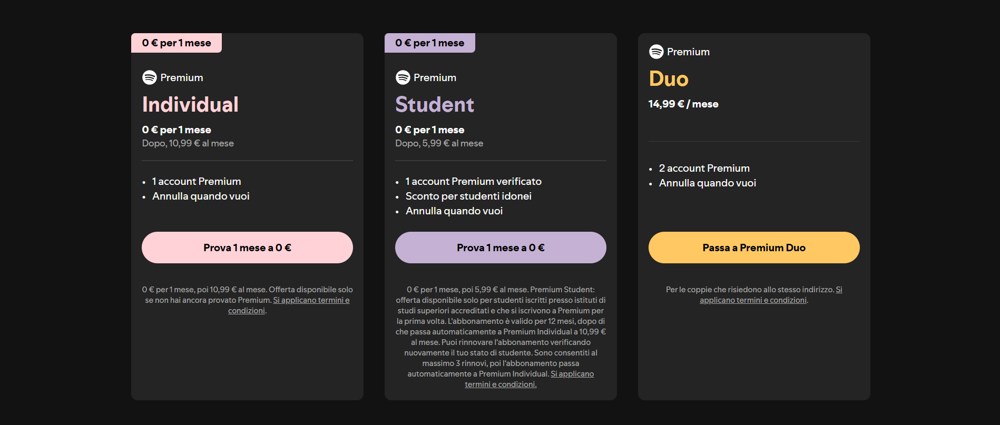 0 € per 1 mese
Premium
Individual
0 € per 1 mese
Dopo, 10,99 € al mese
• 1 account Premium
• Annulla quando vuoi
Prova 1 mese a 0 €
0 € per 1 mese, poi 10,99 € al mese. Offerta disponibile solo
se non hai ancora provato Premium. Si applicano termini e
condizioni.
0 € per 1 mese
Premium
Student
0 € per 1 mese
Dopo, 5,99 € al mese
• 1 account Premium verificato
• Sconto per studenti idonei
• Annulla quando vuoi
Prova 1 mese a 0 €
0 € per 1 mese, poi 5,99 € al mese. Premium Student:
offerta disponibile solo per studenti iscritti presso istituti di
studi superiori accreditati e che si iscrivono a Premium per
la prima volta. L'abbonamento è valido per 12 mesi, dopo di
che passa automaticamente a Premium Individual a 10,99 €
al mese. Puoi rinnovare l'abbonamento verificando
nuovamente il tuo stato di studente. Sono consentiti al
massimo 3 rinnovi, poi l'abbonamento passa
automaticamente a Premium Individual. Si applicano
termini e condizioni.
Premium
Duo
14,99 € / mese
• 2 account Premium
• Annulla quando vuoi
Passa a Premium Duo
Per le coppie che risiedono allo stesso indirizzo. Si
applicano termini e condizioni.